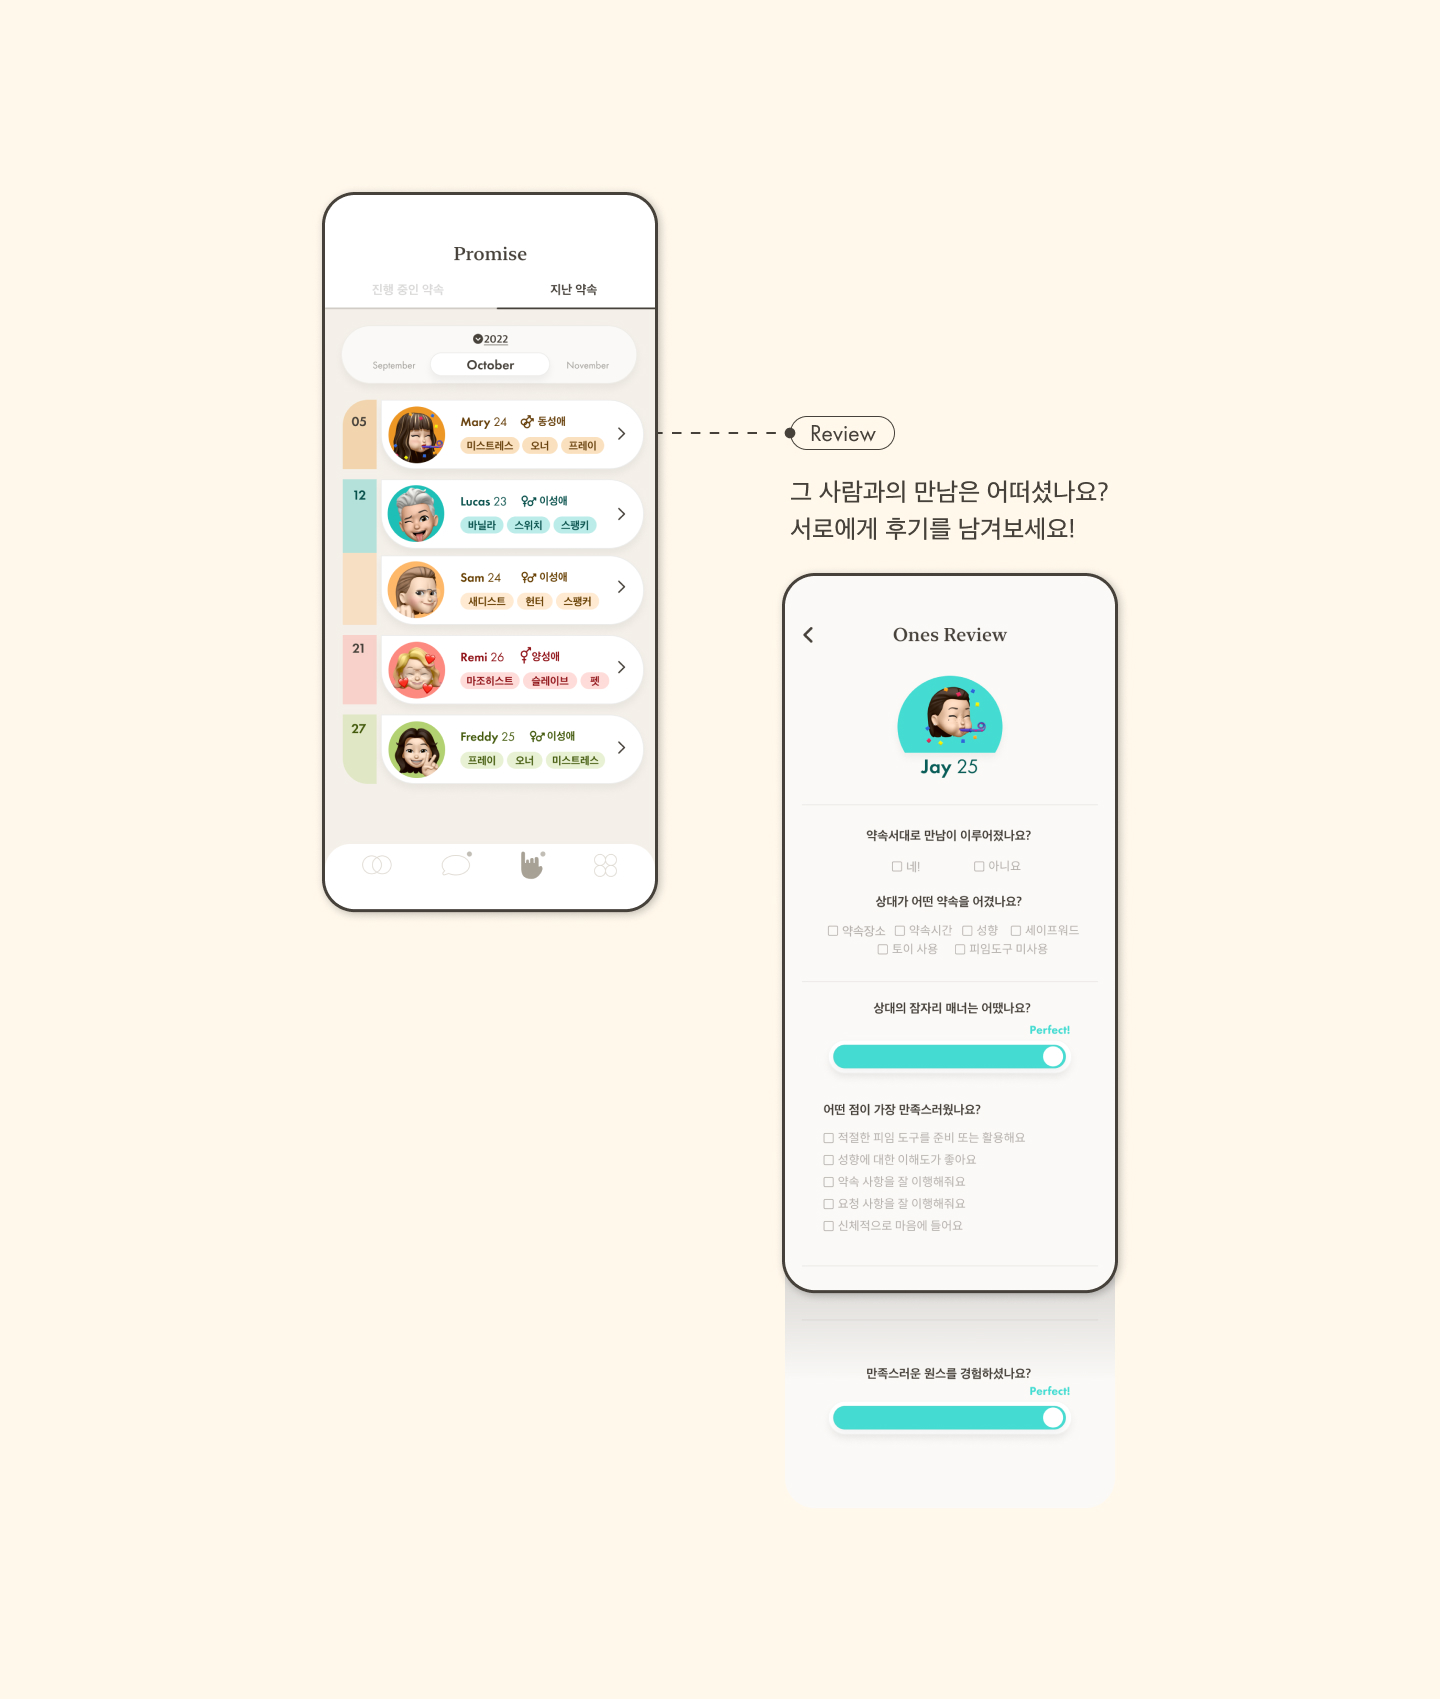 Promise
진행 중인 약속 지난 약속
2022
September October November
05 Mary 24 동성애
미스트레스 오너 프레이
12 Lucas 23 이성애
바닐라 스위치 스팽키
Sam 24 이성애
새디스트 헌터 스팽커
21 Remi 26 양성애
마조히스트 슬레이브 펫
27 Freddy 25 이성애
프레이 오너 미스트레스
Review
그 사람과의 만남은 어떠셨나요?
서로에게 후기를 남겨보세요!
Ones Review
Jay 25
약속서대로 만남이 이루어졌나요?
네! 아니요
상대가 어떤 약속을 어겼나요?
약속장소 약속시간 성향 세이프워드
토이 사용 피임도구 미사용
상대의 잠자리 매너는 어땠나요?
Perfect!
어떤 점이 가장 만족스러웠나요?
적절한 피임 도구를 준비 또는 활용해요
성향에 대한 이해도가 좋아요
약속 사항을 잘 이행해줘요
요청 사항을 잘 이행해줘요
신체적으로 마음에 들어요
만족스러운 원스를 경험하셨나요?
Perfect!